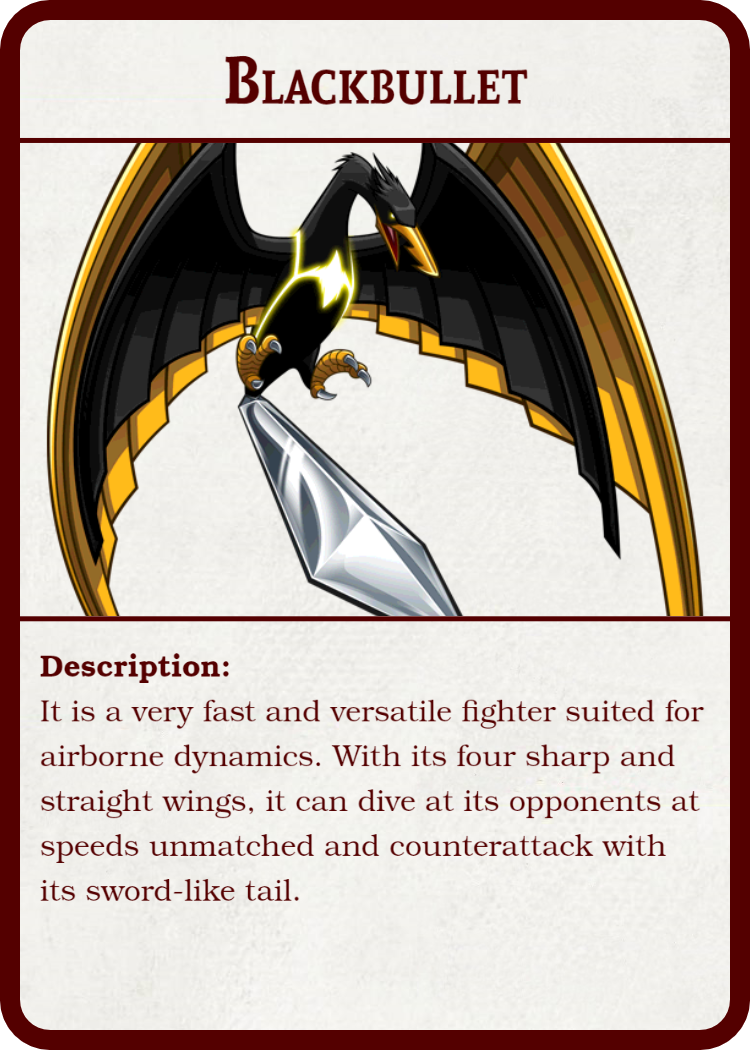 Blackbullet
Description:
It is a very fast and versatile fighter suited for
airborne dynamics. With its four sharp and
straight wings, it can dive at its opponents at
speeds unmatched and counterattack with
its sword-like tail.